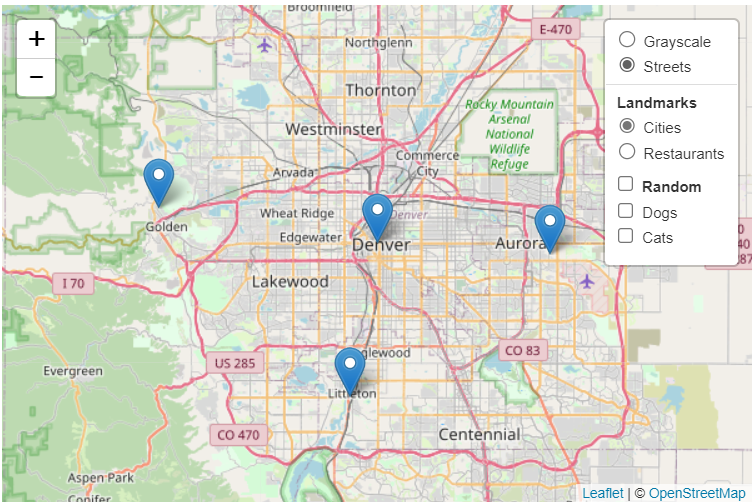 Broomfield
E-470
+
−
Grayscale
Streets
Landmarks
Cities
Restaurants
Random
Dogs
Cats
Northglenn
Thornton
Rocky Mountain
Arsenal
National
Wildlife
Refuge
Westminster
Commerce
City
Arvada
Wheat Ridge
Denver
Golden
Edgewater
Denver
Aurora
I 70
Lakewood
glewood
CO 83
US 285
Evergreen
Littleton
CO 470
Centennial
Aspen Park
Conifer
Leaflet | © OpenStreetMap